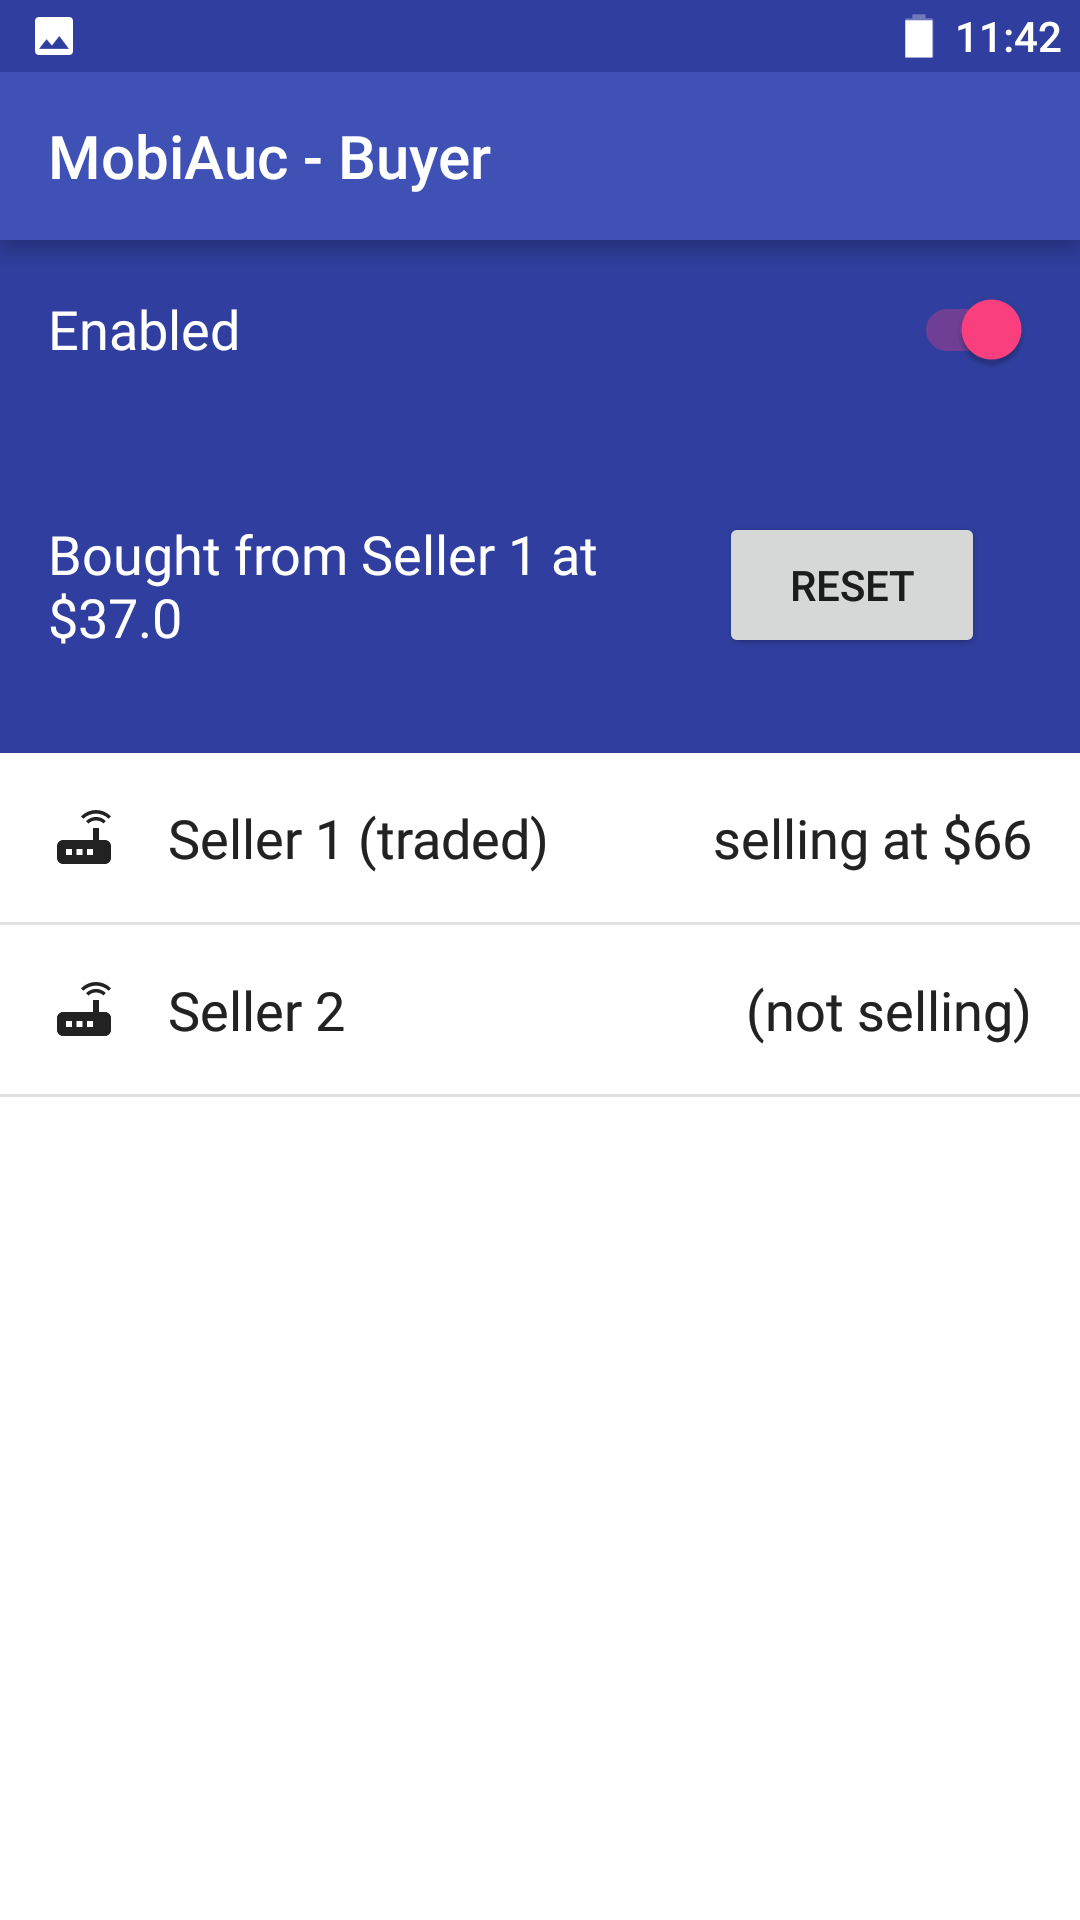 11:42
MobiAuc - Buyer
Enabled
Bought from Seller 1 at
$37.0
RESET
Seller 1 (traded) selling at $66
Seller 2 (not selling)